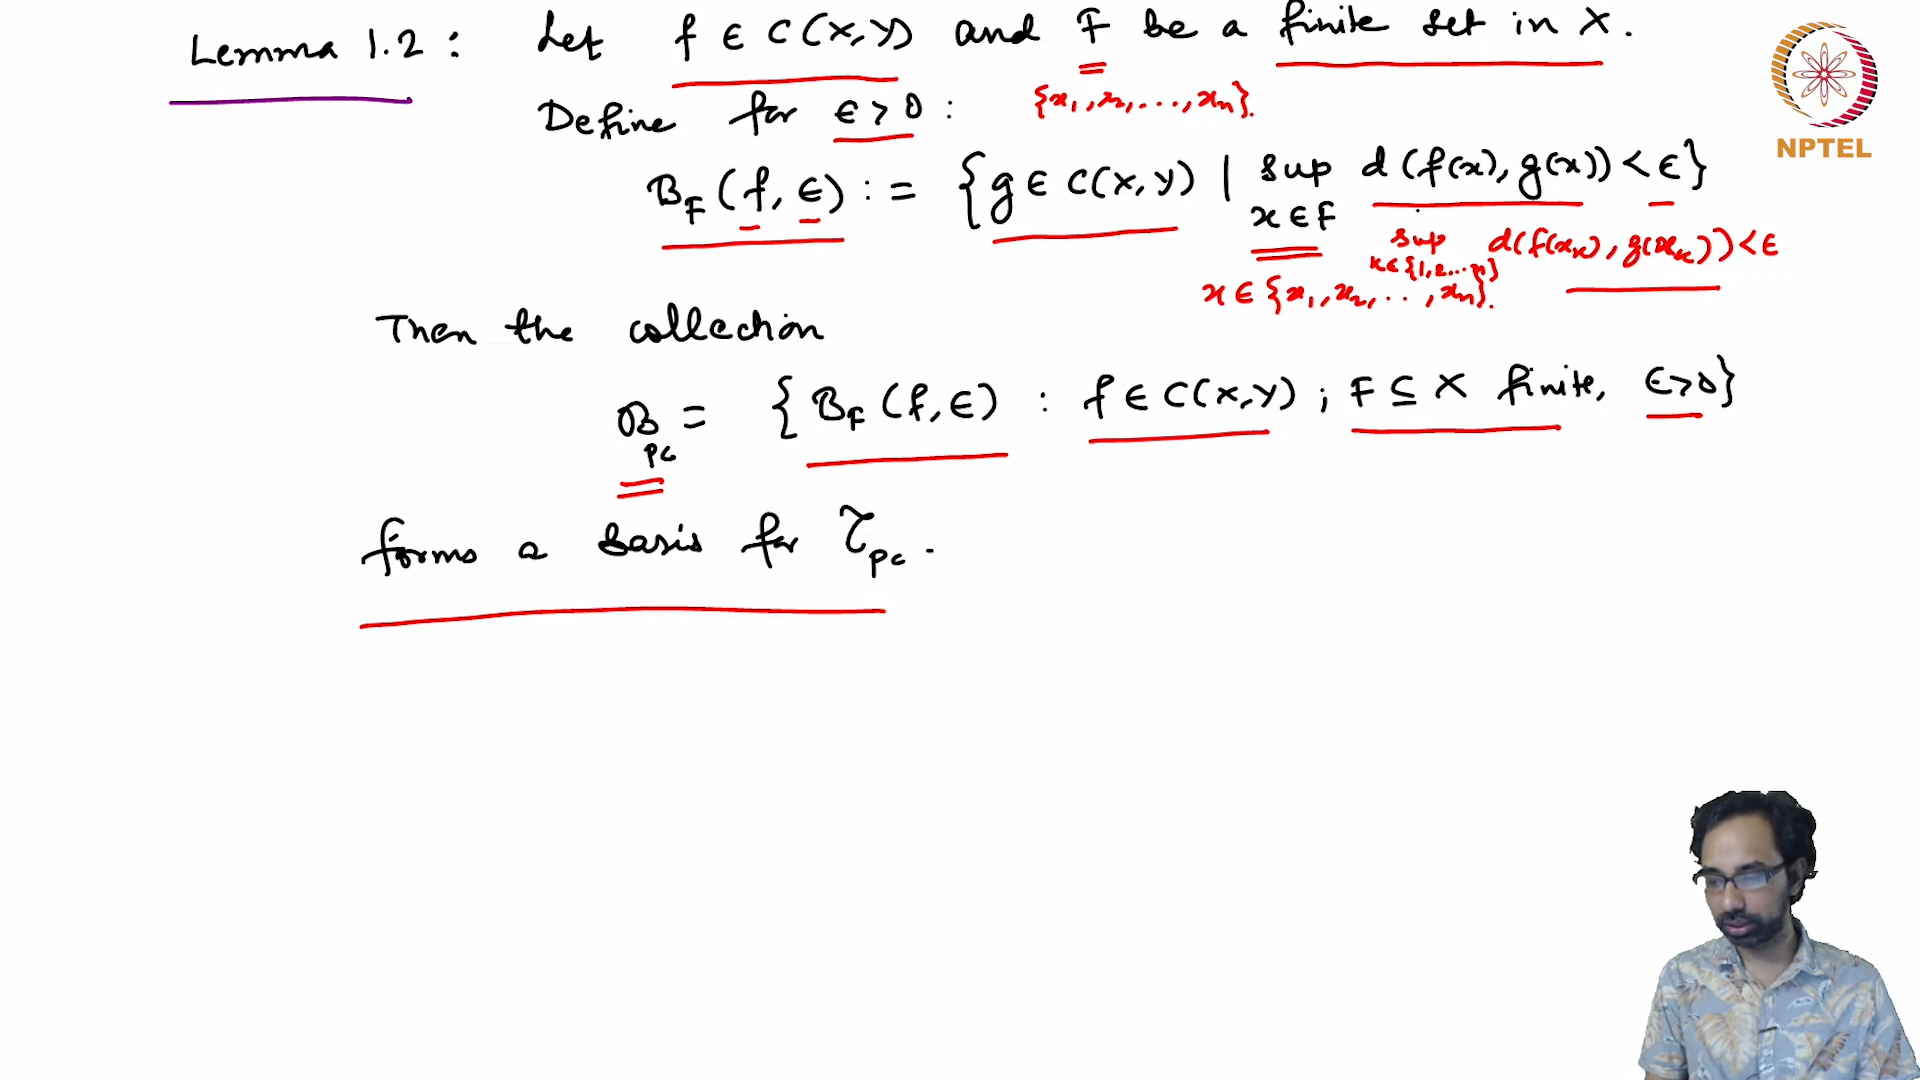 Lemma 1.2 : Let f ∈ C(X,Y) and F be a finite set in X.
{x₁, x₂, ..., xₙ}.
Define for ε > 0 :
B_F (f, ε) := {g ∈ C(X,Y) | sup_{x ∈ F} d(f(x), g(x)) < ε}
sup_{k ∈ {1,2...n}} d(f(x_k), g(x_k)) < ε
x ∈ {x₁, x₂, ..., xₙ}.
Then the collection
B_pc = { B_F (f, ε) : f ∈ C(X,Y) ; F ⊆ X finite, ε > 0}
forms a basis for τ_pc .
NPTEL